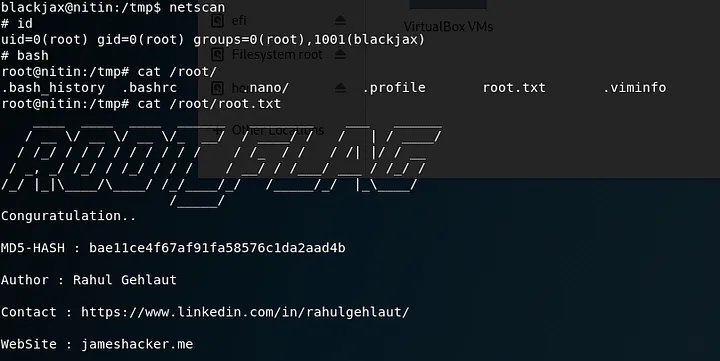 blackjax@nitin:/tmp$ netscan
# id
uid=0(root) gid=0(root) groups=0(root),1001(blackjax)
# bash
root@nitin:/tmp# cat /root/
.bash_history .bashrc .nano/ .profile root.txt .viminfo
root@nitin:/tmp# cat /root/root.txt
ROOT_FLAG
Conguratulation..
MD5-HASH : bae11ce4f67af91fa58576c1da2aad4b
Author : Rahul Gehlaut
Contact : https://www.linkedin.com/in/rahulgehlaut/
WebSite : jameshacker.me
efi
VirtualBox VMs
Filesystem root
Other Locations